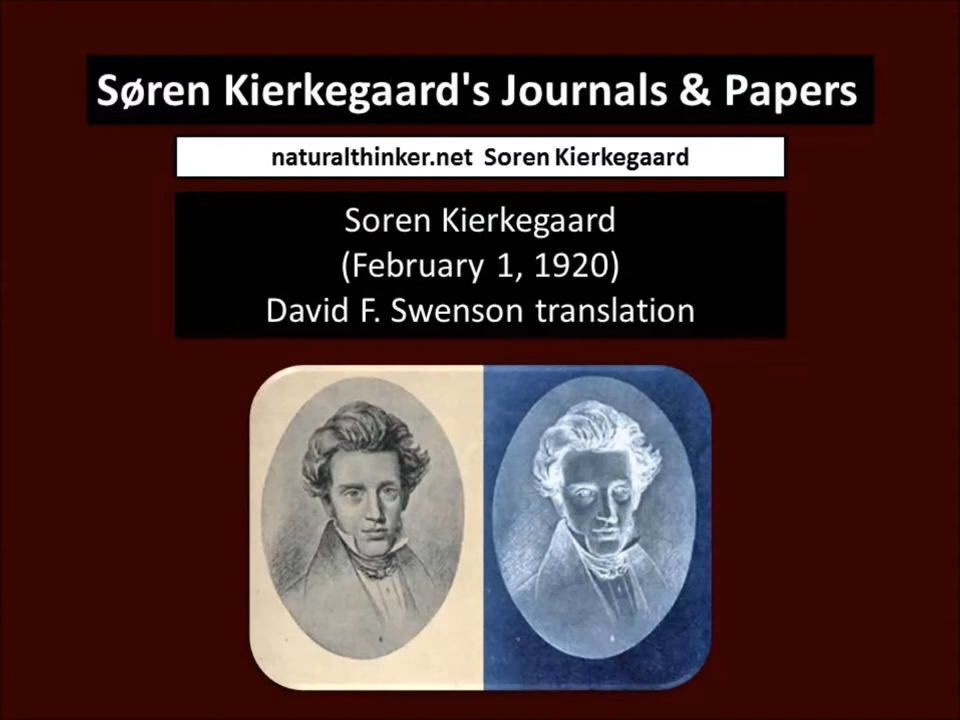 Søren Kierkegaard's Journals & Papers
naturalthinker.net Soren Kierkegaard
Soren Kierkegaard
(February 1, 1920)
David F. Swenson translation